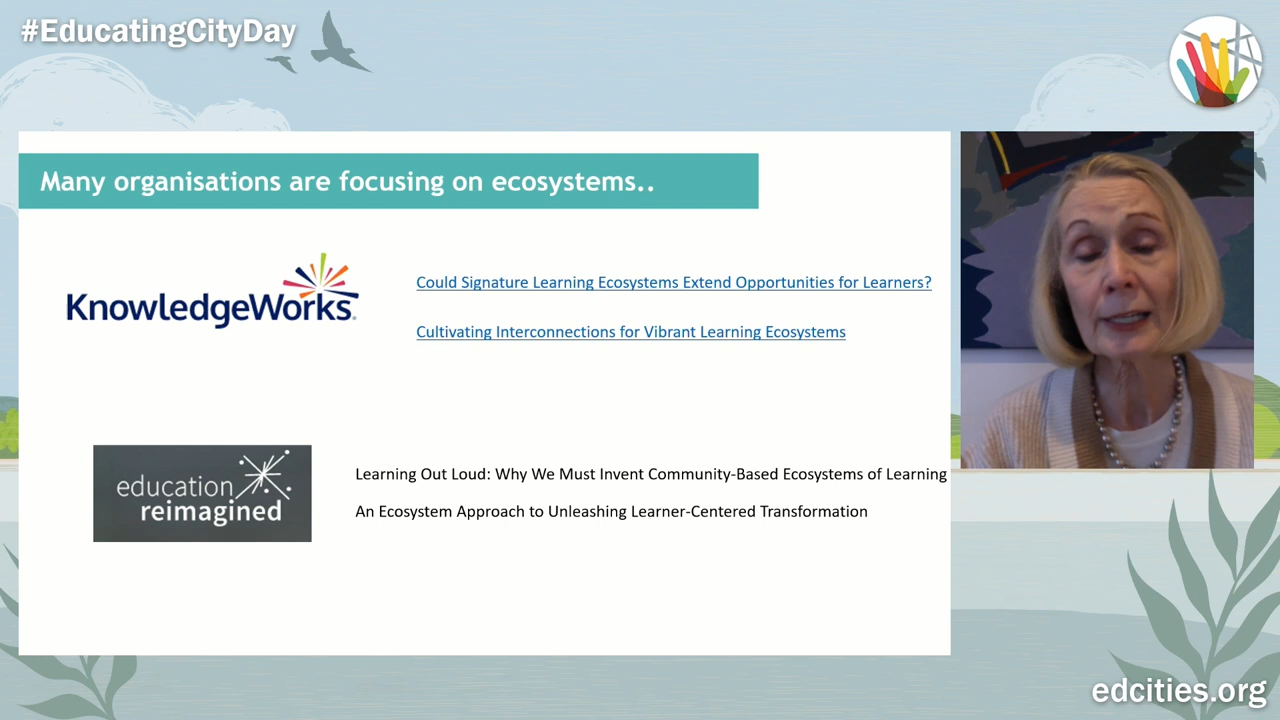 #EducatingCityDay
Many organisations are focusing on ecosystems..
KnowledgeWorks.
Could Signature Learning Ecosystems Extend Opportunities for Learners?
Cultivating Interconnections for Vibrant Learning Ecosystems
education
reimagined
Learning Out Loud: Why We Must Invent Community-Based Ecosystems of Learning
An Ecosystem Approach to Unleashing Learner-Centered Transformation
edcities.org